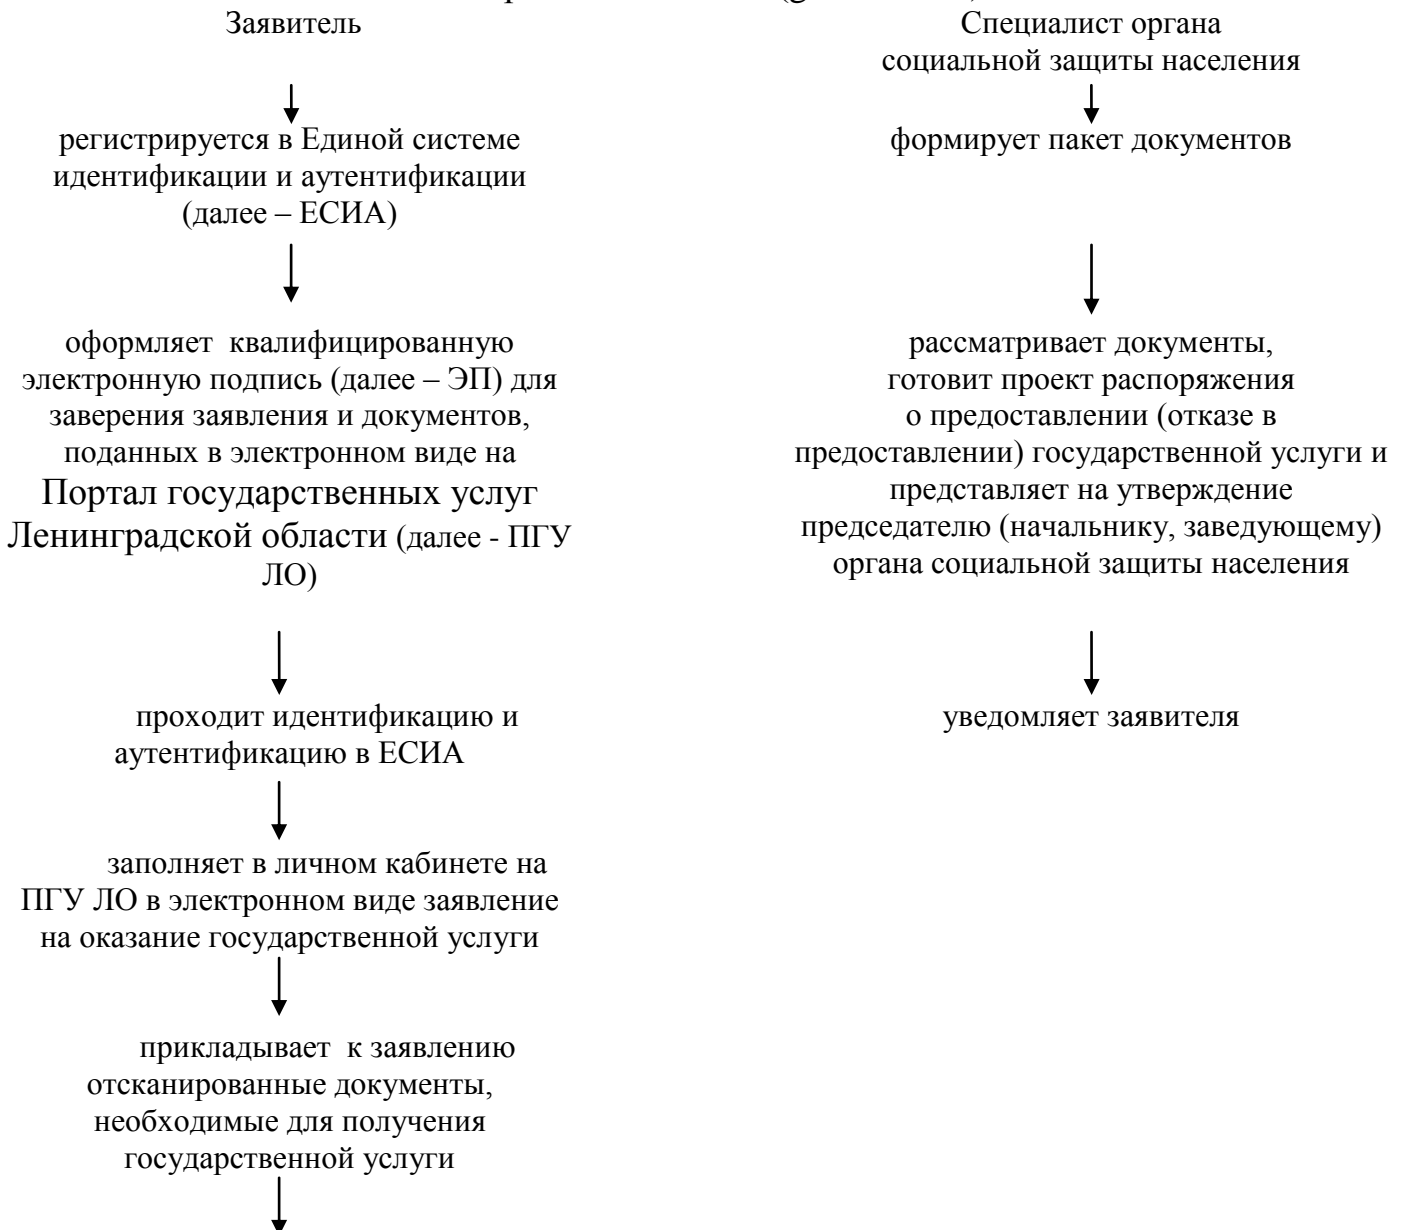 Заявитель
регистрируется в Единой системе
идентификации и аутентификации
(далее – ЕСИА)
оформляет квалифицированную
электронную подпись (далее – ЭП) для
заверения заявления и документов,
поданных в электронном виде на
Портал государственных услуг
Ленинградской области (далее - ПГУ
ЛО)
проходит идентификацию и
аутентификацию в ЕСИА
заполняет в личном кабинете на
ПГУ ЛО в электронном виде заявление
на оказание государственной услуги
прикладывает к заявлению
отсканированные документы,
необходимые для получения
государственной услуги
Специалист органа
социальной защиты населения
формирует пакет документов
рассматривает документы,
готовит проект распоряжения
о предоставлении (отказе в
предоставлении) государственной услуги и
представляет на утверждение
председателю (начальнику, заведующему)
органа социальной защиты населения
уведомляет заявителя